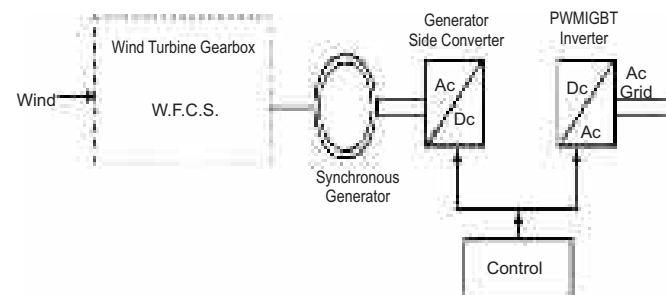 Generator
Side Converter
PWMIGBT
Inverter
Wind Turbine Gearbox
Wind
W.F.C.S.
Ac
Dc
Dc
Ac
Ac
Grid
Synchronous
Generator
Control